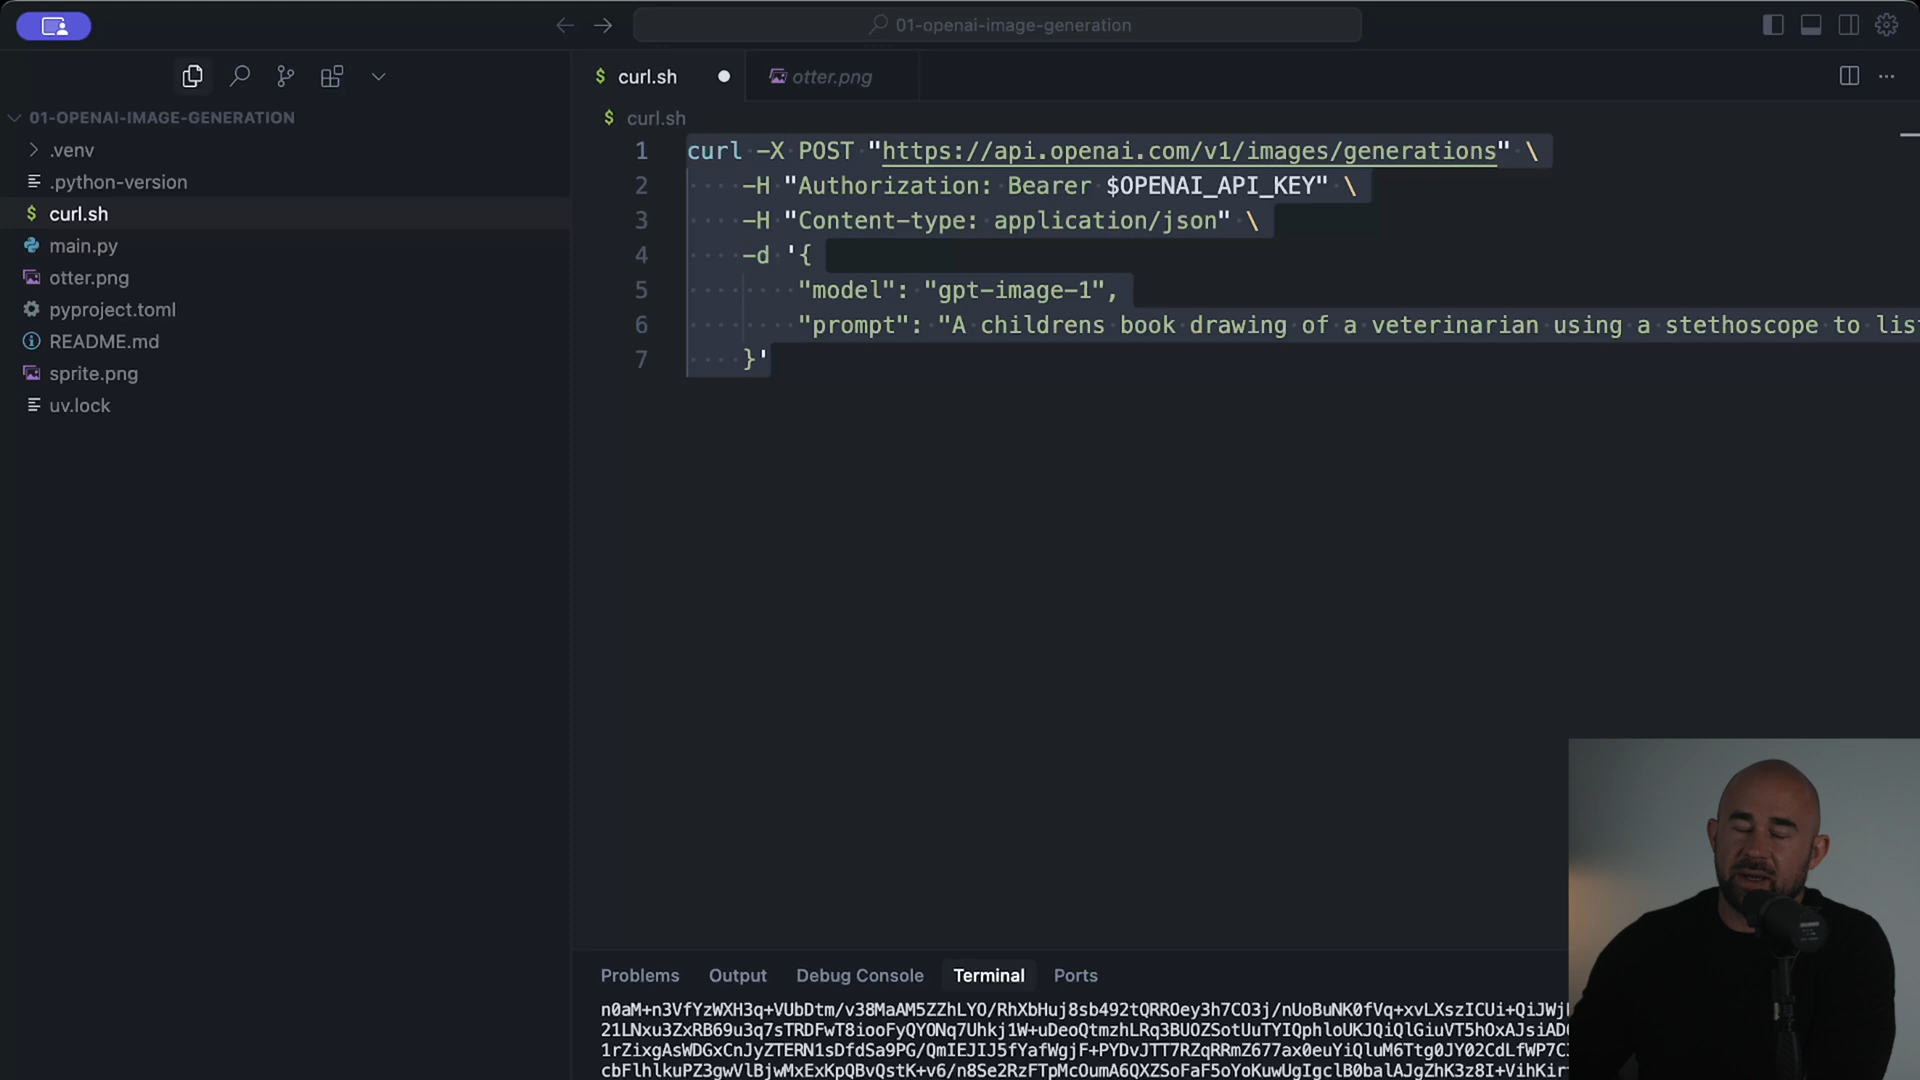 01-openai-image-generation
curl.sh
otter.png
01-OPENAI-IMAGE-GENERATION
.venv
.python-version
curl.sh
main.py
otter.png
pyproject.toml
README.md
sprite.png
uv.lock
$ curl.sh
1 curl -X POST "https://api.openai.com/v1/images/generations" \
2 -H "Authorization: Bearer $OPENAI_API_KEY" \
3 -H "Content-type: application/json" \
4 -d '{
5 "model": "gpt-image-1",
6 "prompt": "A childrens book drawing of a veterinarian using a stethoscope to lis
7 }'
Problems Output Debug Console Terminal Ports